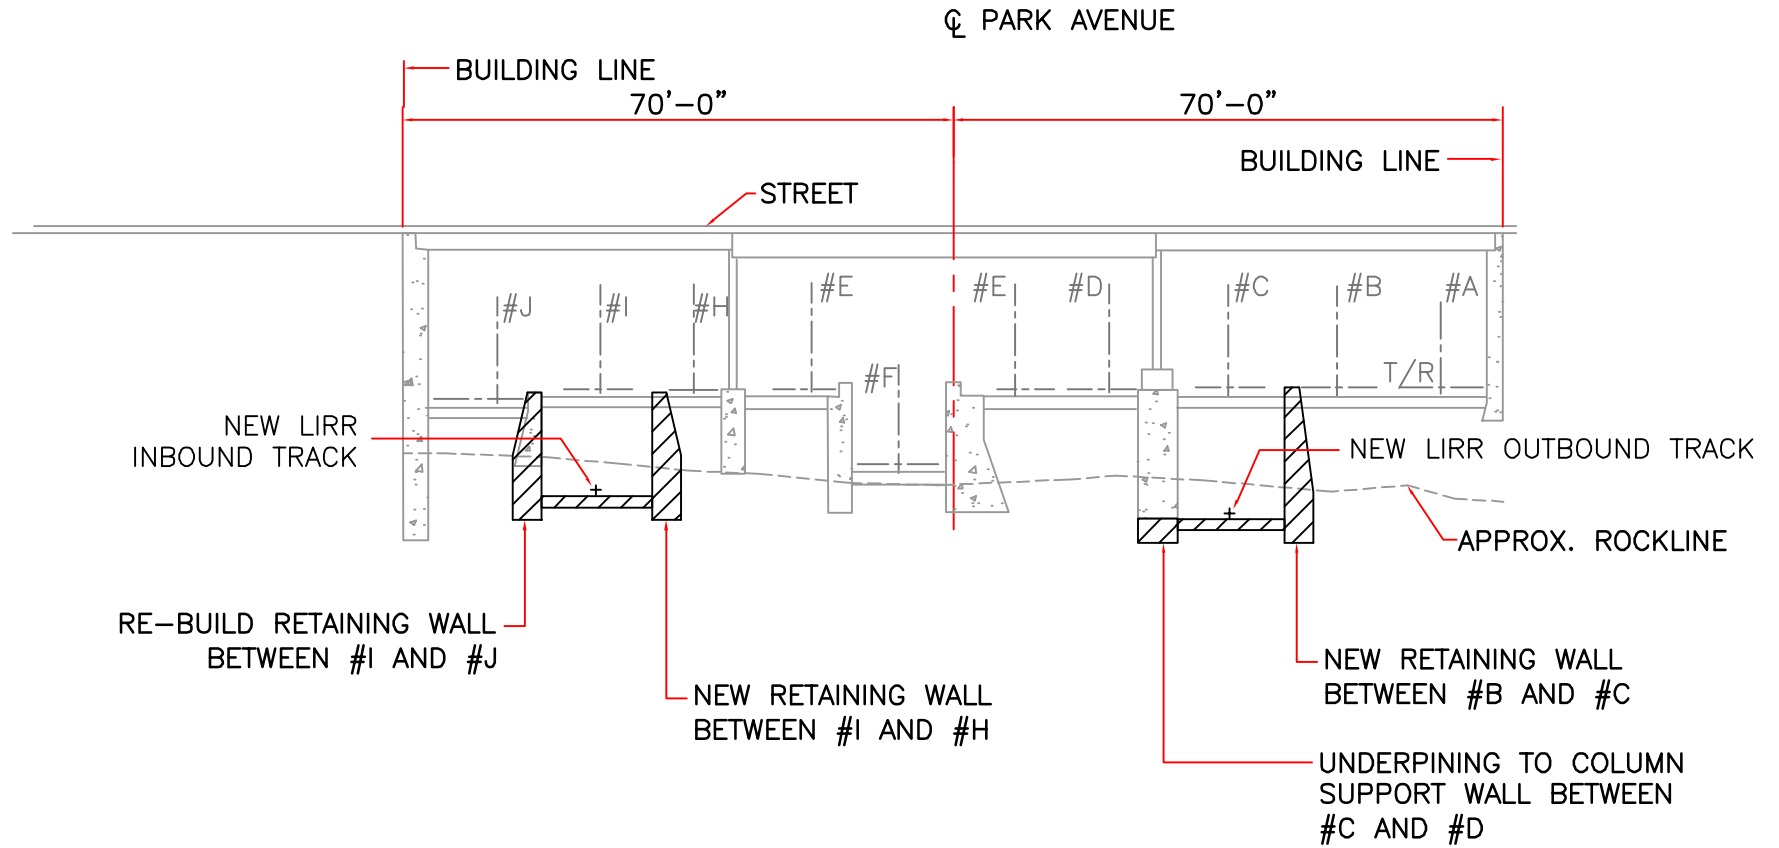 ℄ PARK AVENUE
BUILDING LINE
70'-0"
70'-0"
BUILDING LINE
STREET
#J
#I
#H
#E
#E
#D
#C
#B
#A
#F
T/R
NEW LIRR
INBOUND TRACK
NEW LIRR OUTBOUND TRACK
APPROX. ROCKLINE
RE-BUILD RETAINING WALL
BETWEEN #I AND #J
NEW RETAINING WALL
BETWEEN #I AND #H
NEW RETAINING WALL
BETWEEN #B AND #C
UNDERPINING TO COLUMN
SUPPORT WALL BETWEEN
#C AND #D